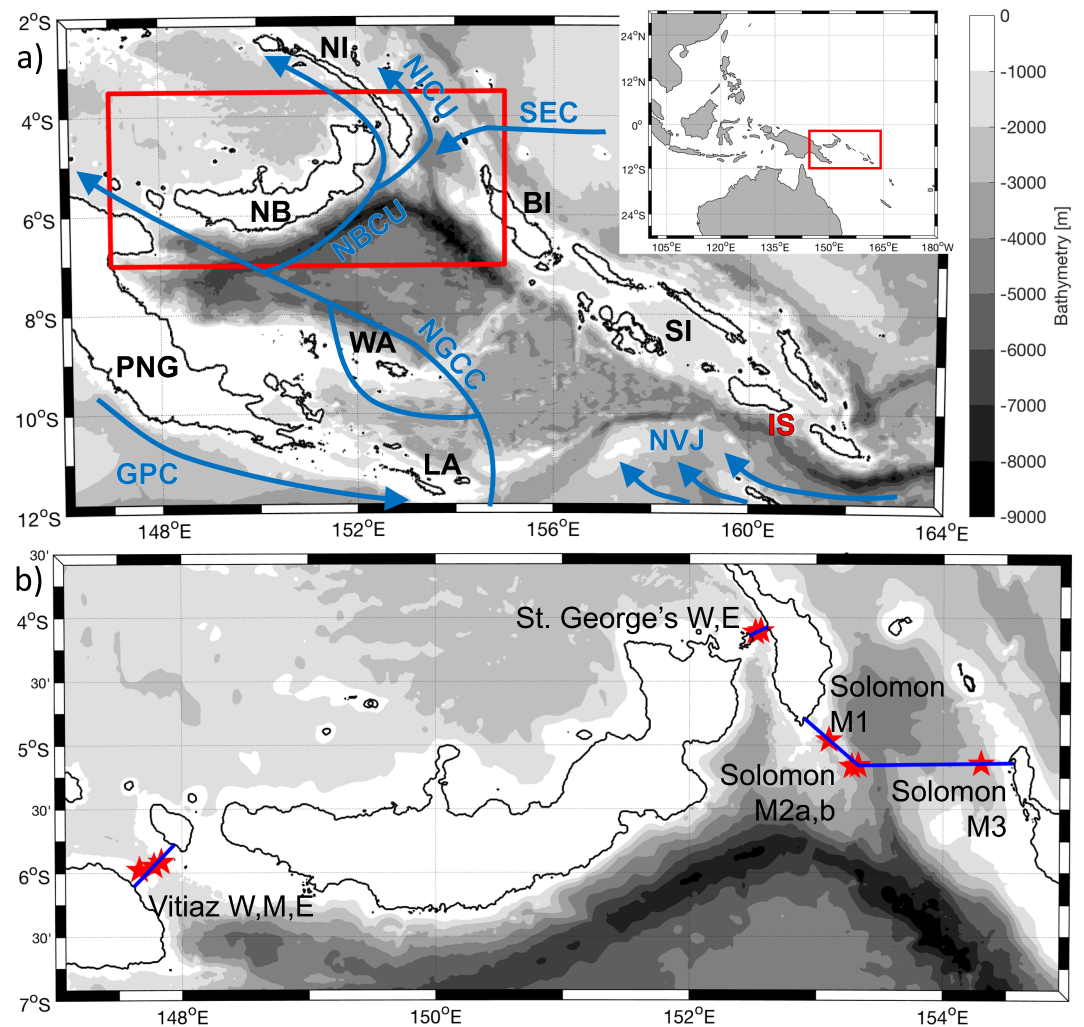 a)
2°S
4°S
6°S
8°S
10°S
12°S
148°E
152°E
156°E
160°E
164°E
NI
NICU
SEC
NB
NBCU
BI
WA
NGCC
SI
PNG
IS
NVJ
LA
GPC
24°N
12°N
0°
12°S
24°S
105°E
120°E
135°E
150°E
165°E
180°W
0
-1000
-2000
-3000
-4000
-5000
-6000
-7000
-8000
-9000
Bathymetry [m]
b)
30'
4°S
30'
5°S
30'
6°S
30'
7°S
148°E
150°E
152°E
154°E
St. George's W,E
Solomon
M1
Solomon
M2a,b
Solomon
M3
Vitiaz W,M,E